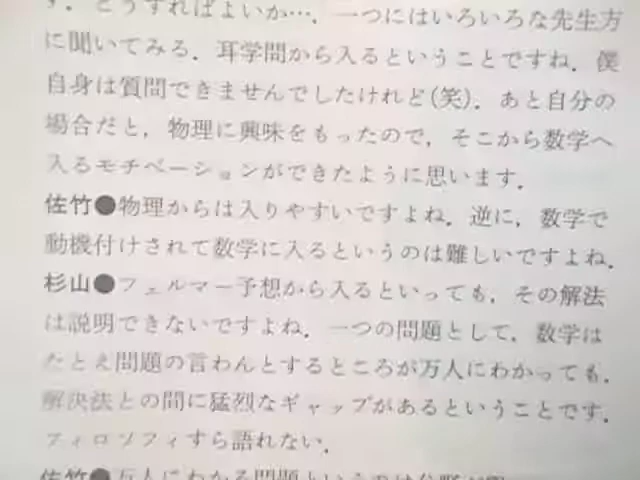 す．どうすればよいか…．一つにはいろいろな先生方
に聞いてみる．耳学問から入るということですね．僕
自身は質問できませんでしたけれど(笑)．あと自分の
場合だと，物理に興味をもったので，そこから数学へ
入るモチベーションができたように思います．
佐竹●物理からは入りやすいですよね．逆に，数学で
動機付けされて数学に入るというのは難しいですよね．
杉山●フェルマー予想から入るといっても，その解法
は説明できないですよね．一つの問題として，数学は
たとえ問題の言わんとするところが万人にわかっても．
解決法との間に猛烈なギャップがあるということです．
フィロソフィすら語れない．
佐竹●万人にわかる問題というのは